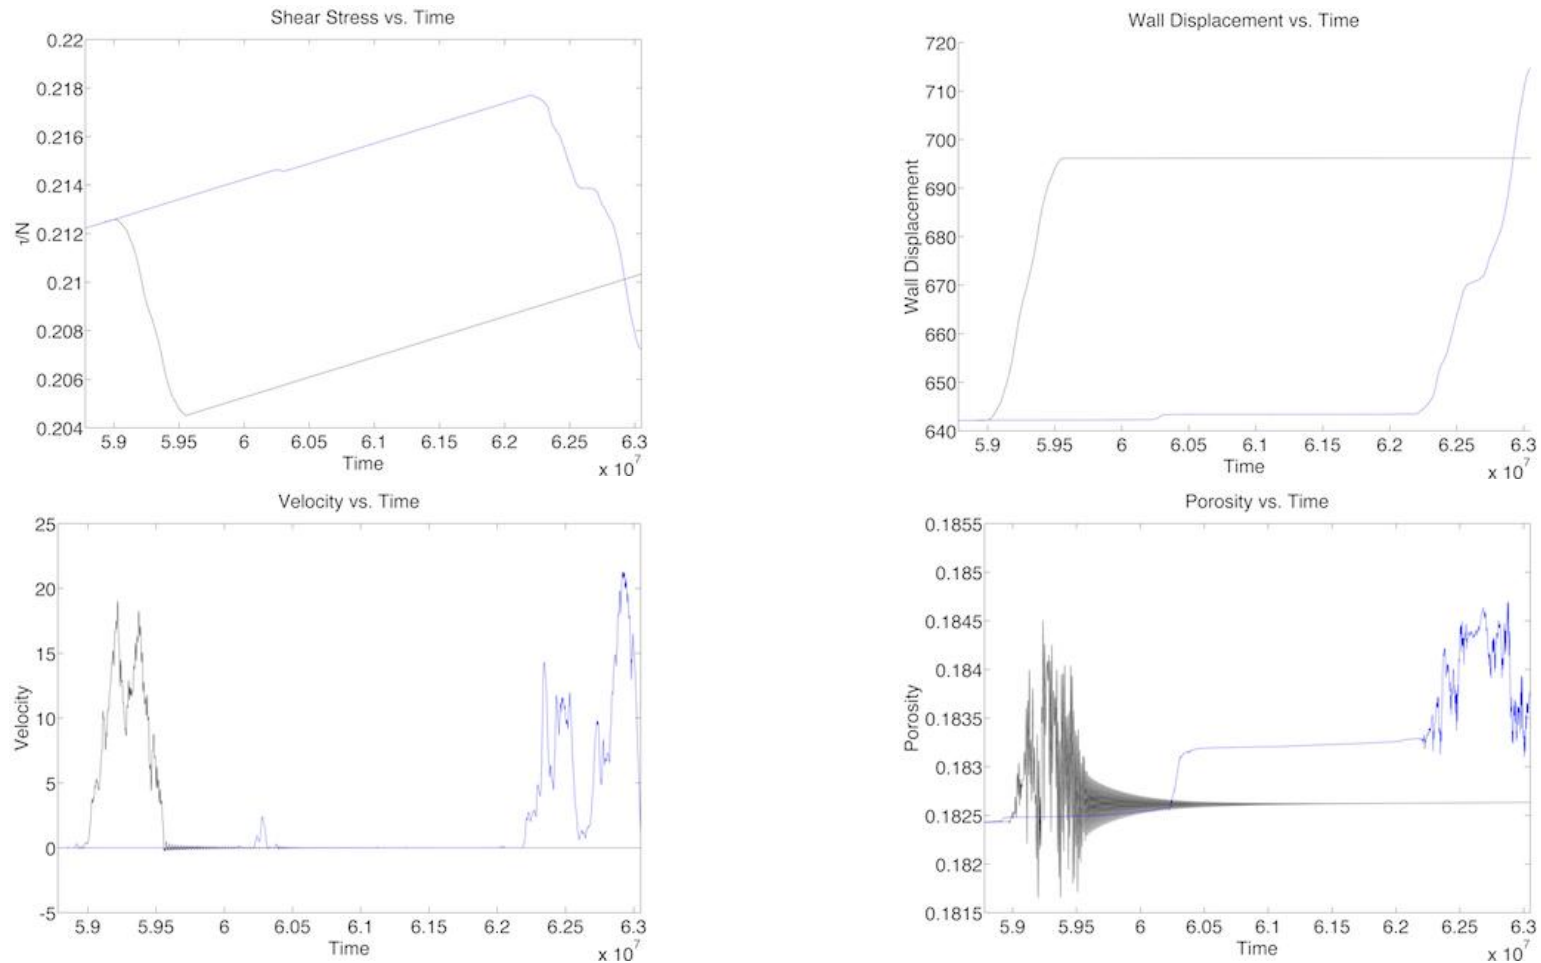 Shear Stress vs. Time
0.22
0.218
0.216
0.214
0.212
0.21
0.208
0.206
0.204
τ/N
5.9 5.95 6 6.05 6.1 6.15 6.2 6.25 6.3
Time
x 10^7
Wall Displacement vs. Time
720
710
700
690
680
670
660
650
640
Wall Displacement
5.9 5.95 6 6.05 6.1 6.15 6.2 6.25 6.3
Time
x 10^7
Velocity vs. Time
25
20
15
10
5
0
-5
Velocity
5.9 5.95 6 6.05 6.1 6.15 6.2 6.25 6.3
Time
x 10^7
Porosity vs. Time
0.1855
0.185
0.1845
0.184
0.1835
0.183
0.1825
0.182
0.1815
Porosity
5.9 5.95 6 6.05 6.1 6.15 6.2 6.25 6.3
Time
x 10^7